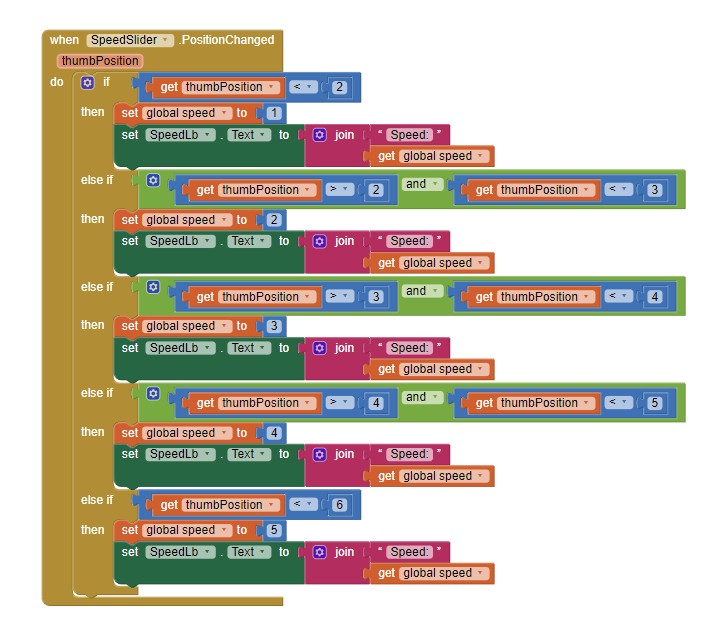 when SpeedSlider .PositionChanged
thumbPosition
do if get thumbPosition < 2
then set global speed to 1
set SpeedLb . Text to join “ Speed: ”
get global speed
else if get thumbPosition > 2 and get thumbPosition < 3
then set global speed to 2
set SpeedLb . Text to join “ Speed: ”
get global speed
else if get thumbPosition > 3 and get thumbPosition < 4
then set global speed to 3
set SpeedLb . Text to join “ Speed: ”
get global speed
else if get thumbPosition > 4 and get thumbPosition < 5
then set global speed to 4
set SpeedLb . Text to join “ Speed: ”
get global speed
else if get thumbPosition < 6
then set global speed to 5
set SpeedLb . Text to join “ Speed: ”
get global speed